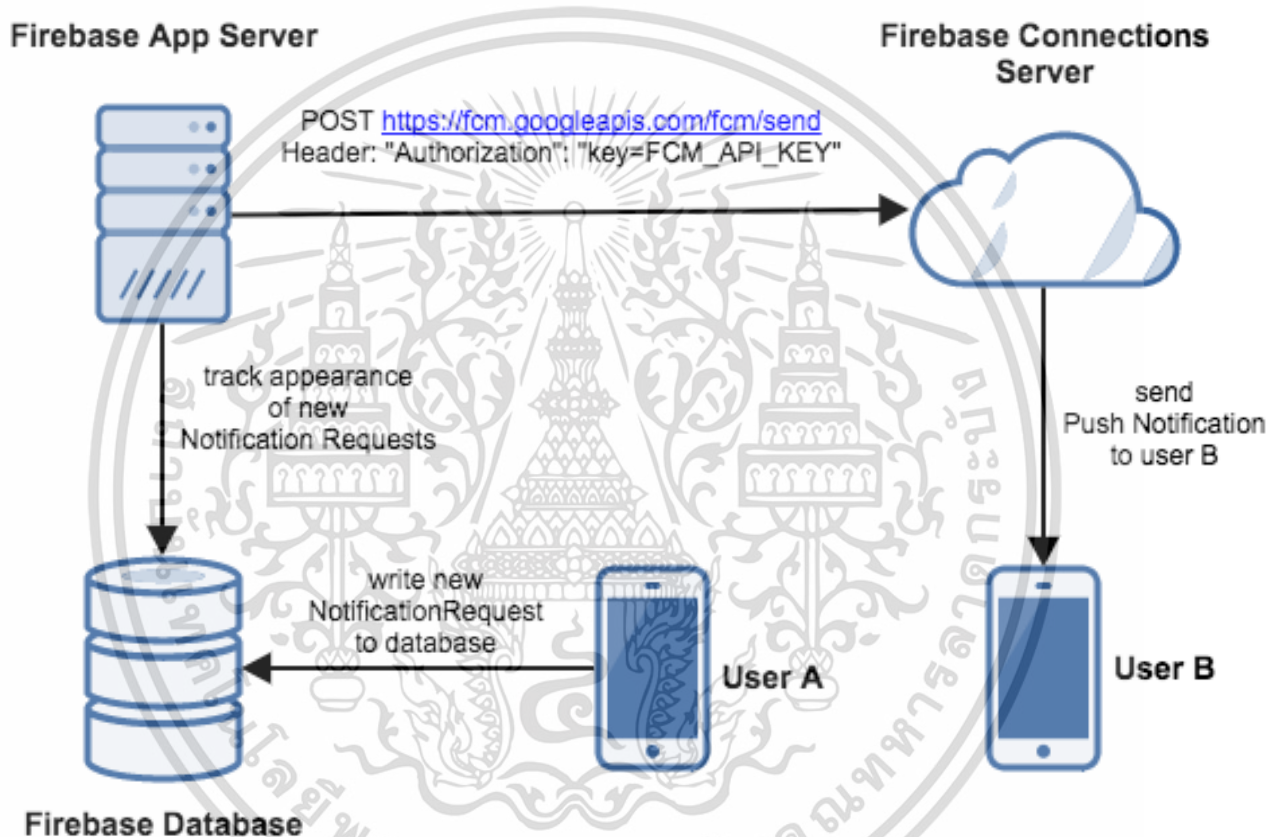 Firebase App Server
Firebase Connections
Server
POST https://fcm.googleapis.com/fcm/send
Header: "Authorization": "key=FCM_API_KEY"
track appearance
of new
Notification Requests
send
Push Notification
to user B
write new
NotificationRequest
to database
User A
User B
Firebase Database